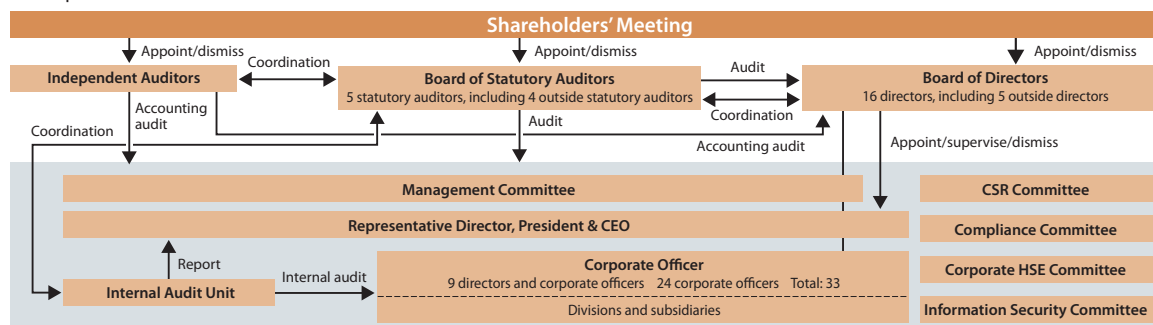 Shareholders’ Meeting
Appoint/dismiss
Appoint/dismiss
Appoint/dismiss
Independent Auditors
Coordination
Board of Statutory Auditors
5 statutory auditors, including 4 outside statutory auditors
Audit
Coordination
Board of Directors
16 directors, including 5 outside directors
Coordination
Accounting
audit
Audit
Accounting audit
Appoint/supervise/dismiss
Management Committee
Representative Director, President & CEO
CSR Committee
Compliance Committee
Corporate HSE Committee
Information Security Committee
Report
Internal Audit Unit
Internal audit
Corporate Officer
9 directors and corporate officers 24 corporate officers Total: 33
Divisions and subsidiaries